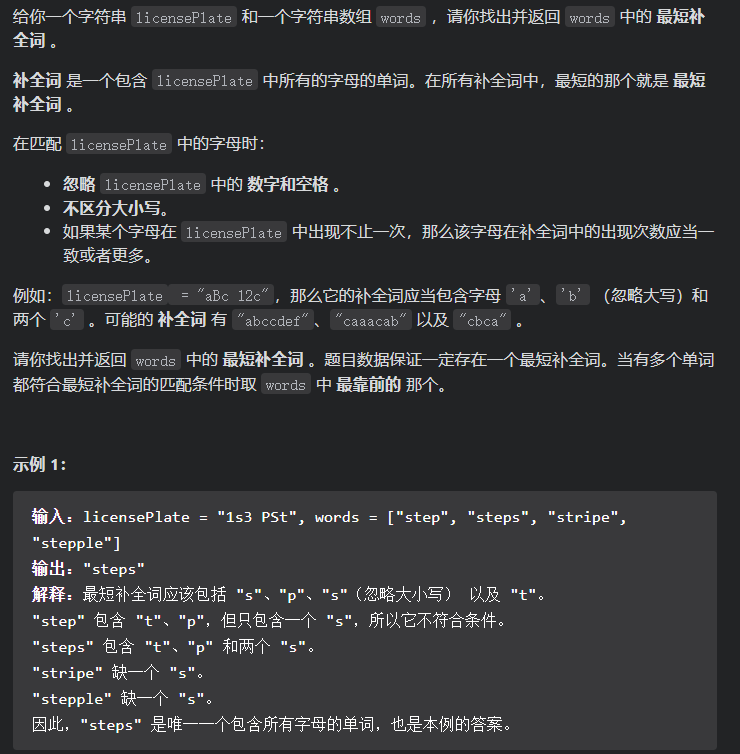 给你一个字符串 licensePlate 和一个字符串数组 words ，请你找出并返回 words 中的 最短补
全词 。
补全词 是一个包含 licensePlate 中所有的字母的单词。在所有补全词中，最短的那个就是 最短
补全词 。
在匹配 licensePlate 中的字母时：
• 忽略 licensePlate 中的 数字和空格 。
• 不区分大小写。
• 如果某个字母在 licensePlate 中出现不止一次，那么该字母在补全词中的出现次数应当一
致或者更多。
例如：licensePlate = "aBc 12c"，那么它的补全词应当包含字母 'a'、'b' （忽略大写）和
两个 'c' 。可能的 补全词 有 "abccdef"、"caaacab" 以及 "cbca" 。
请你找出并返回 words 中的 最短补全词 。题目数据保证一定存在一个最短补全词。当有多个单词
都符合最短补全词的匹配条件时取 words 中 最靠前的 那个。
示例 1：
输入：licensePlate = "1s3 PSt", words = ["step", "steps", "stripe",
"stepple"]
输出："steps"
解释：最短补全词应该包括 "s"、"p"、"s"（忽略大小写） 以及 "t"。
"step" 包含 "t"、"p"，但只包含一个 "s"，所以它不符合条件。
"steps" 包含 "t"、"p" 和两个 "s"。
"stripe" 缺一个 "s"。
"stepple" 缺一个 "s"。
因此，"steps" 是唯一一个包含所有字母的单词，也是本例的答案。